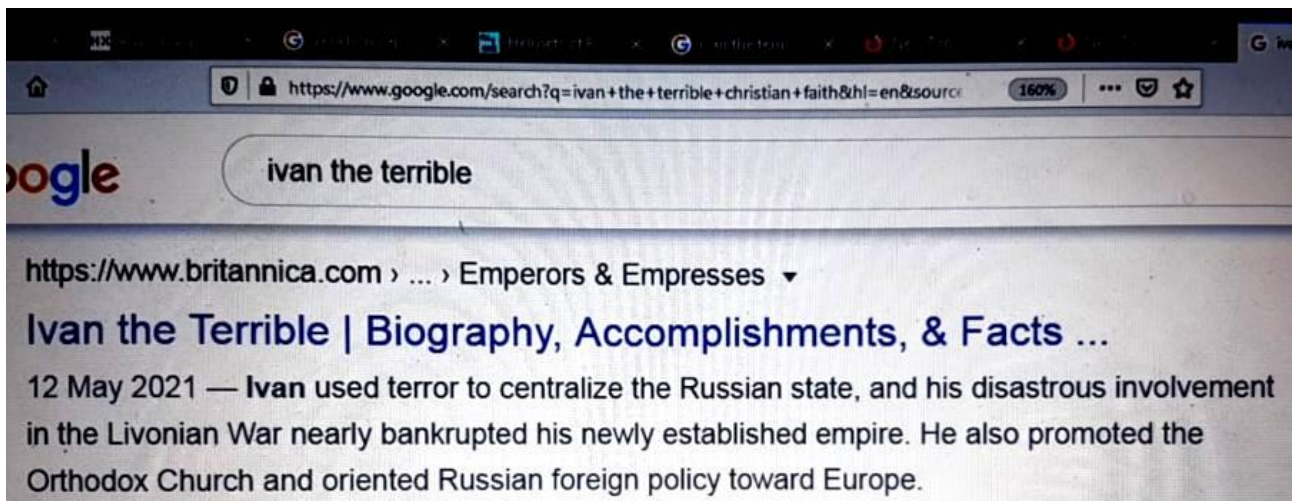 https://www.google.com/search?q=ivan+the+terrible+christian+faith&hl=en&source
160%
ogle
ivan the terrible
https://www.britannica.com › ... › Emperors & Empresses
Ivan the Terrible | Biography, Accomplishments, & Facts ...
12 May 2021 — Ivan used terror to centralize the Russian state, and his disastrous involvement
in the Livonian War nearly bankrupted his newly established empire. He also promoted the
Orthodox Church and oriented Russian foreign policy toward Europe.